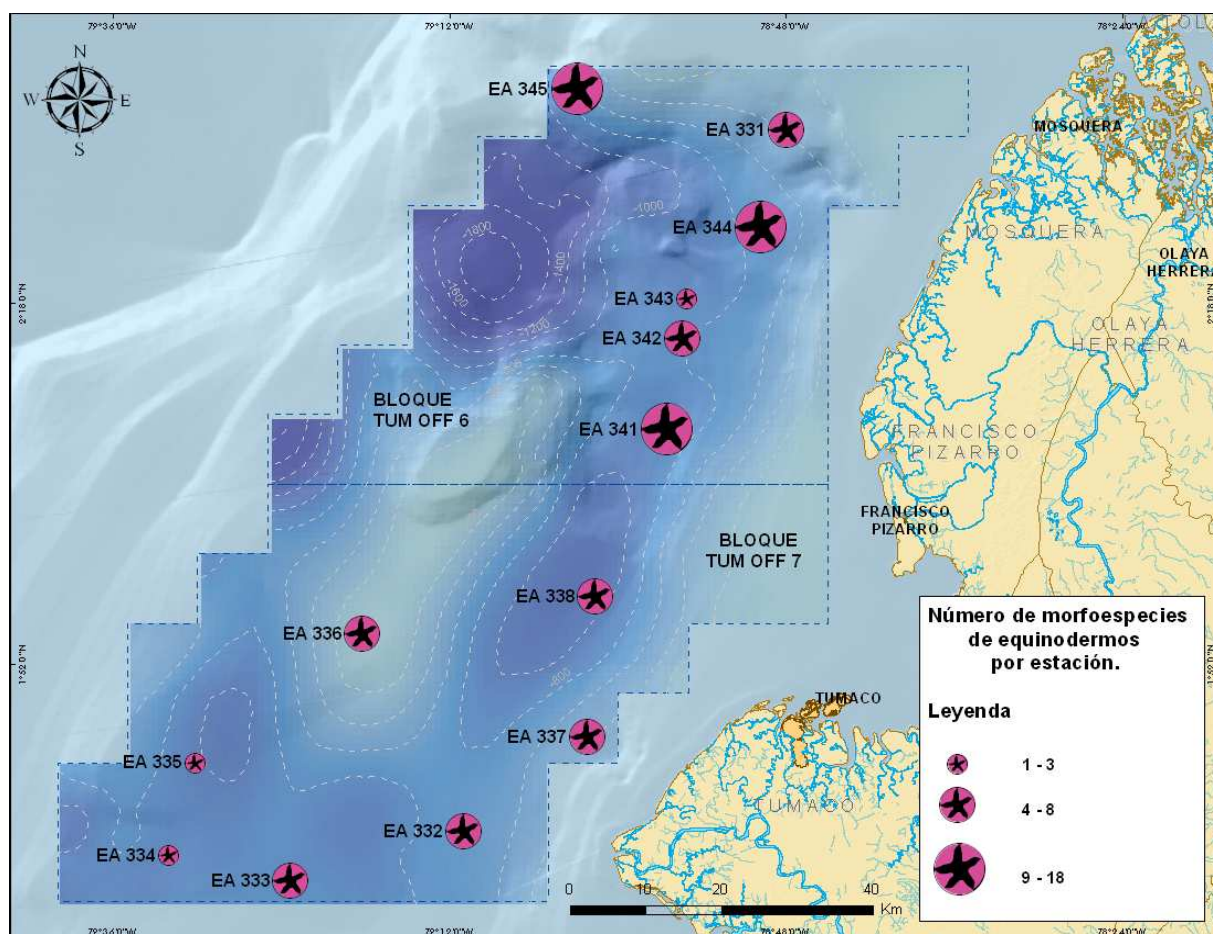 79°36'0"W
79°12'0"W
78°48'0"W
78°24'0"W
N
W
E
S
EA 345
EA 331
MOSQUERA
EA 344
MOSQUERA
OLAYA
HERRERA
2°18'0"N
2°18'0"N
EA 343
EA 342
OLAYA
HERRERA
-1000
-1800
-1400
-1600
-1200
BLOQUE
TUM OFF 6
EA 341
FRANCISCO
PIZARRO
FRANCISCO
PIZARRO
BLOQUE
TUM OFF 7
EA 338
EA 336
-800
1°52'0"N
TUMACO
EA 337
EA 335
TUMACO
EA 332
EA 334
EA 333
Número de morfoespecies
de equinodermos
por estación.
Leyenda
1 - 3
4 - 8
9 - 18
0 10 20 40
Km
79°36'0"W
79°12'0"W
78°48'0"W
78°24'0"W